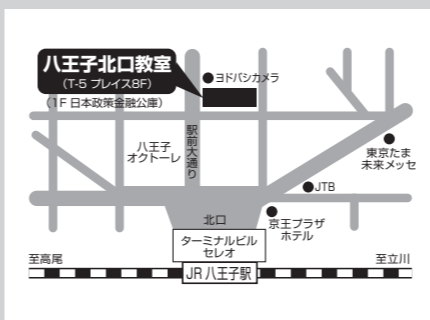 八王子北口教室
(T-5 プレイス8F)
(1F 日本政策金融公庫)
ヨドバシカメラ
駅前大通り
八王子
オクトーレ
東京たま
未来メッセ
JTB
北口
京王プラザ
ホテル
ターミナルビル
セレオ
至高尾
至立川
JR 八王子駅